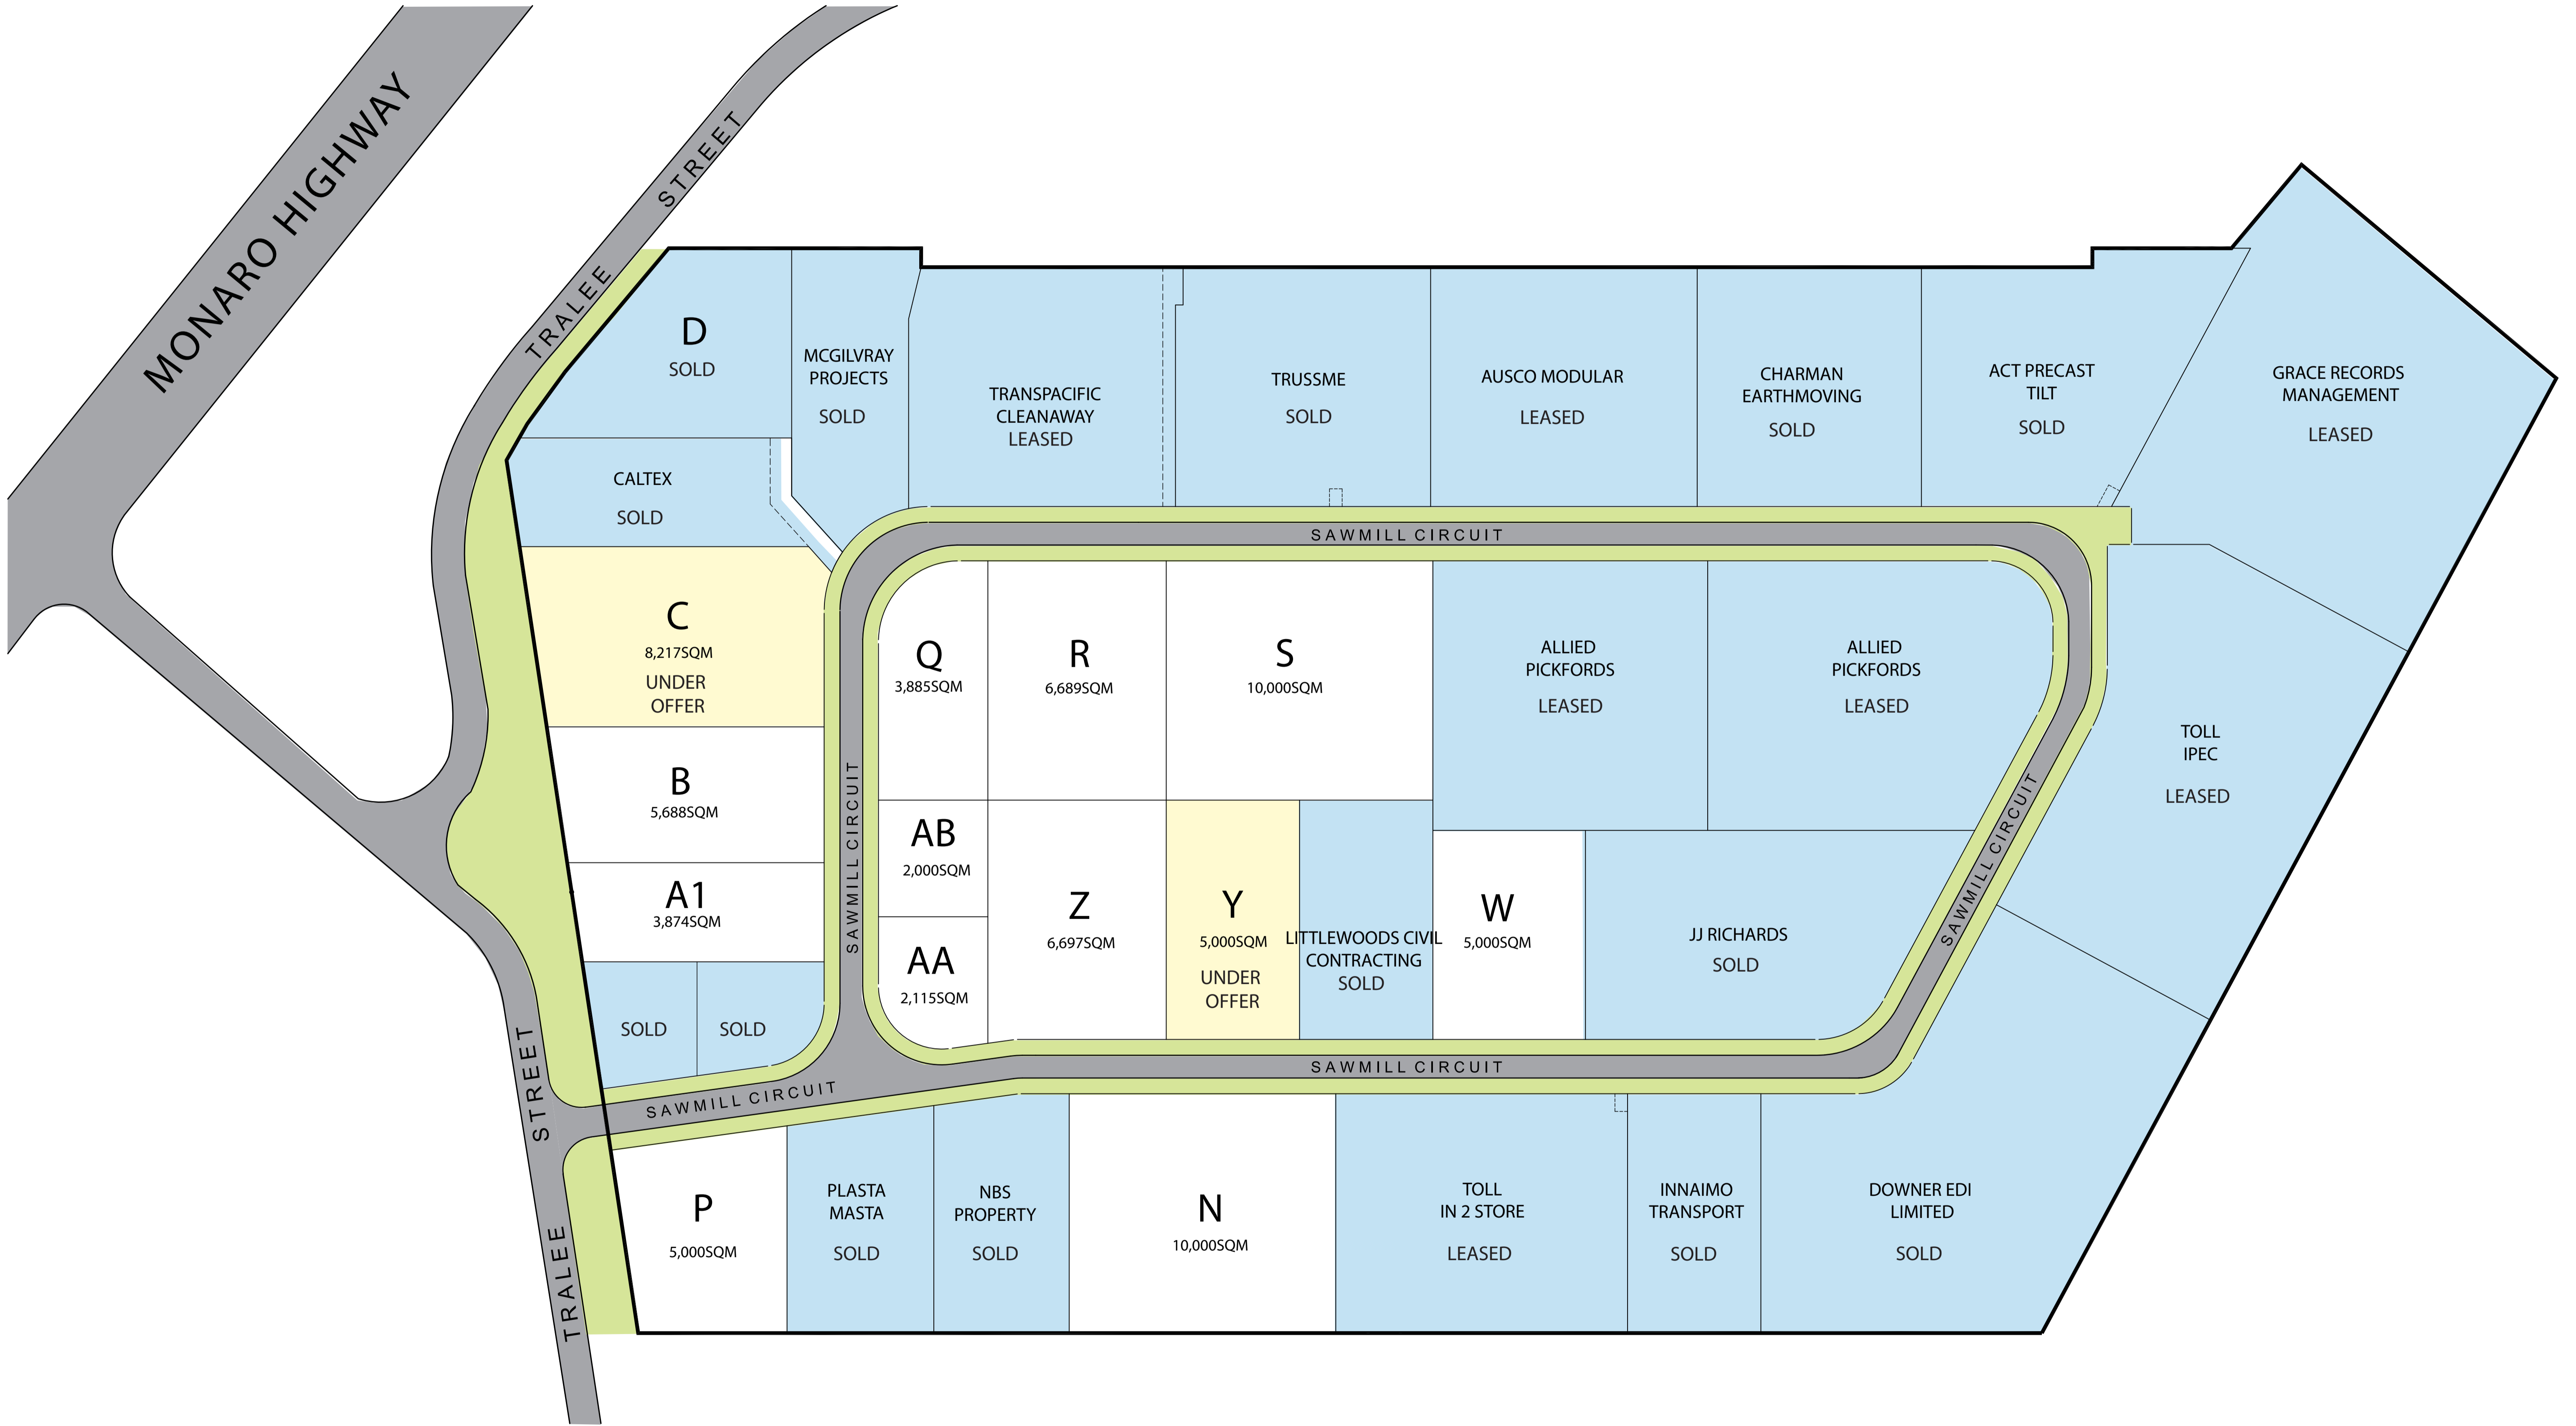 MONARO HIGHWAY
TRALEE STREET
D
SOLD
MCGILVRAY
PROJECTS
SOLD
TRANSPACIFIC
CLEANAWAY
LEASED
TRUSSME
SOLD
AUSCO MODULAR
LEASED
CHARMAN
EARTHMOVING
SOLD
ACT PRECAST
TILT
SOLD
GRACE RECORDS
MANAGEMENT
LEASED
CALTEX
SOLD
SAWMILL CIRCUIT
C
8,217SQM
UNDER
OFFER
Q
3,885SQM
R
6,689SQM
S
10,000SQM
ALLIED
PICKFORDS
LEASED
ALLIED
PICKFORDS
LEASED
TOLL
IPEC
LEASED
B
5,688SQM
A1
3,874SQM
SAWMILL CIRCUIT
AB
2,000SQM
AA
2,115SQM
Z
6,697SQM
Y
5,000SQM
UNDER
OFFER
LITTLEWOODS CIVIL
CONTRACTING
SOLD
W
5,000SQM
JJ RICHARDS
SOLD
SAWMILL CIRCUIT
SOLD
SOLD
SAWMILL CIRCUIT
SAWMILL CIRCUIT
TRALEE STREET
P
5,000SQM
PLASTA
MASTA
SOLD
NBS
PROPERTY
SOLD
N
10,000SQM
TOLL
IN 2 STORE
LEASED
INNAIMO
TRANSPORT
SOLD
DOWNER EDI
LIMITED
SOLD